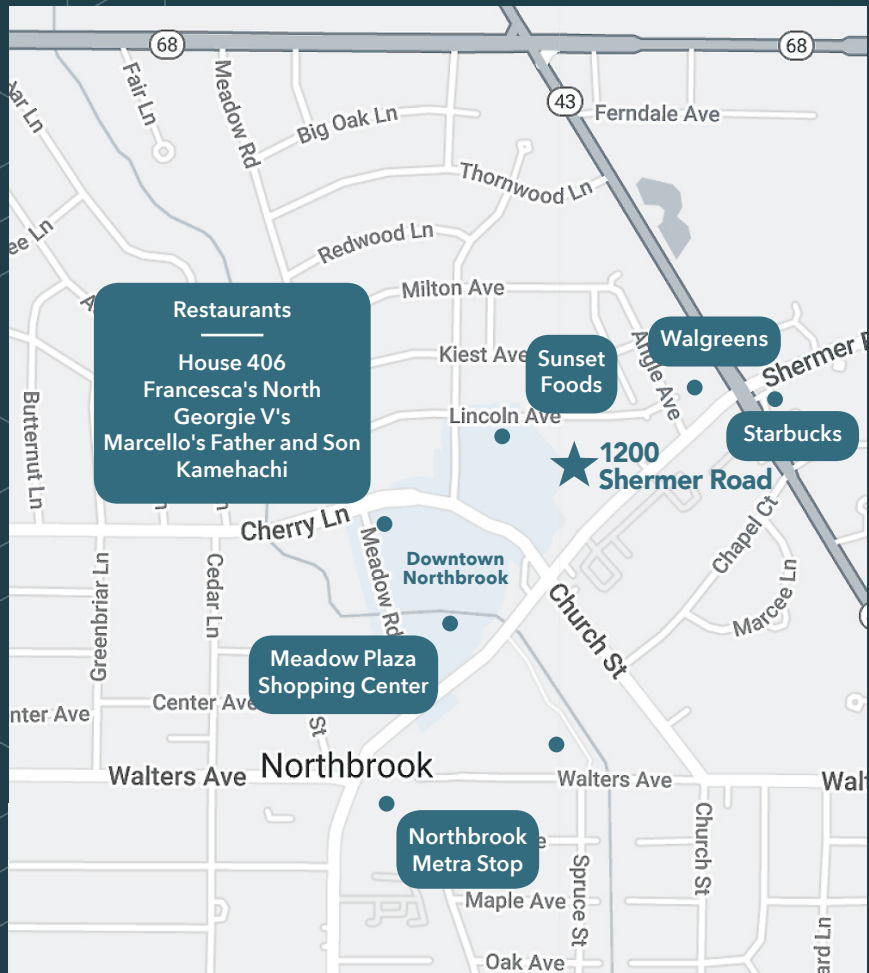 68
68
43
Fair Ln
Meadow Rd
Big Oak Ln
Ferndale Ave
Thornwood Ln
Redwood Ln
Milton Ave
Restaurants
House 406
Francesca's North
Georgie V's
Marcello's Father and Son
Kamehachi
Kiest Ave
Sunset
Foods
Angle Ave
Walgreens
Shermer
Starbucks
Lincoln Ave
1200
Shermer Road
Butternut Ln
Cherry Ln
Meadow Rd
Downtown
Northbrook
Chapel Ct
Marcee Ln
Church St
Greenbriar Ln
Cedar Ln
Meadow Plaza
Shopping Center
Center Ave
nter Ave
St
Walters Ave
Northbrook
Walters Ave
Northbrook
Metra Stop
Church St
Spruce St
Maple Ave
Oak Ave